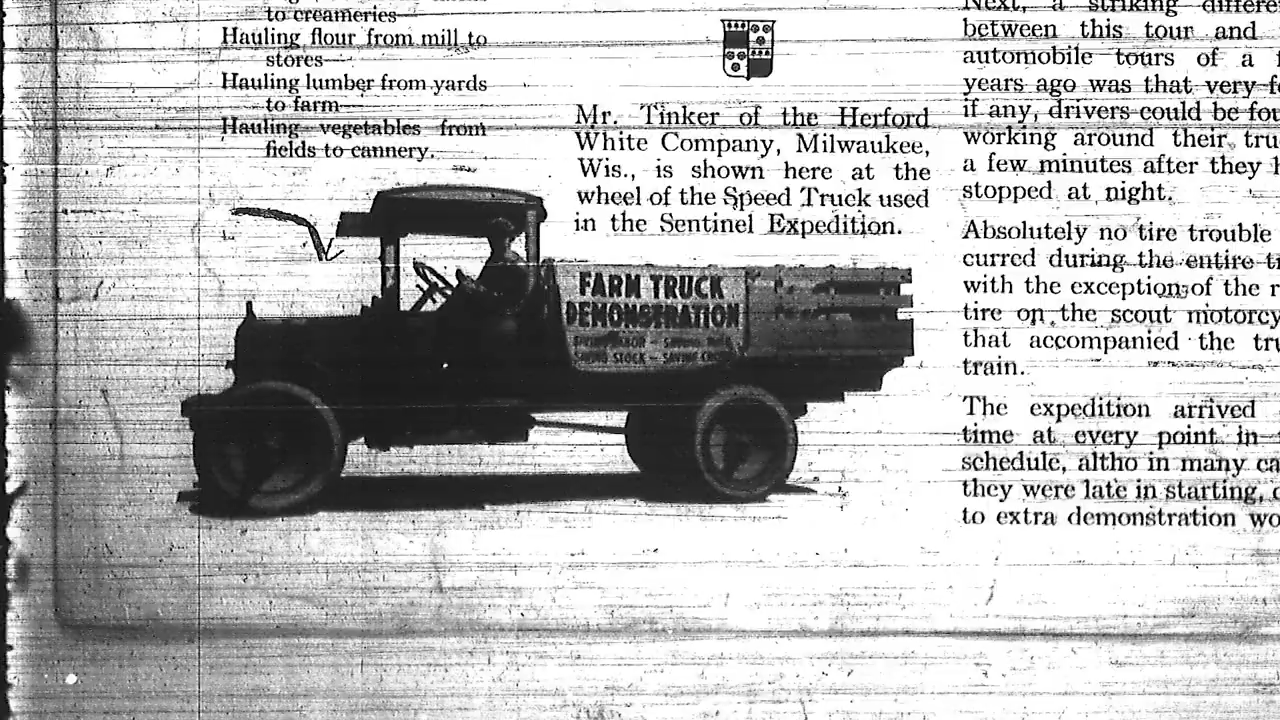 to creameries—
Hauling flour from mill to
stores—
Hauling lumber from yards
to farm—
Hauling vegetables from
fields to cannery.
Mr. Tinker of the Herford
White Company, Milwaukee,
Wis., is shown here at the
wheel of the Speed Truck used
in the Sentinel Expedition.
FARM TRUCK
DEMONSTRATION
SAVING STOCK — SAVING
Next, a striking
between this tour and
automobile tours of a
years ago was that very
if any, drivers could be
working around their
a few minutes after they
stopped at night.
Absolutely no tire trouble
curred during the entire
with the exception of the
tire on the scout
that accompanied the
train.
The expedition arrived
time at every point in
schedule, altho in many
they were late in starting,
to extra demonstration